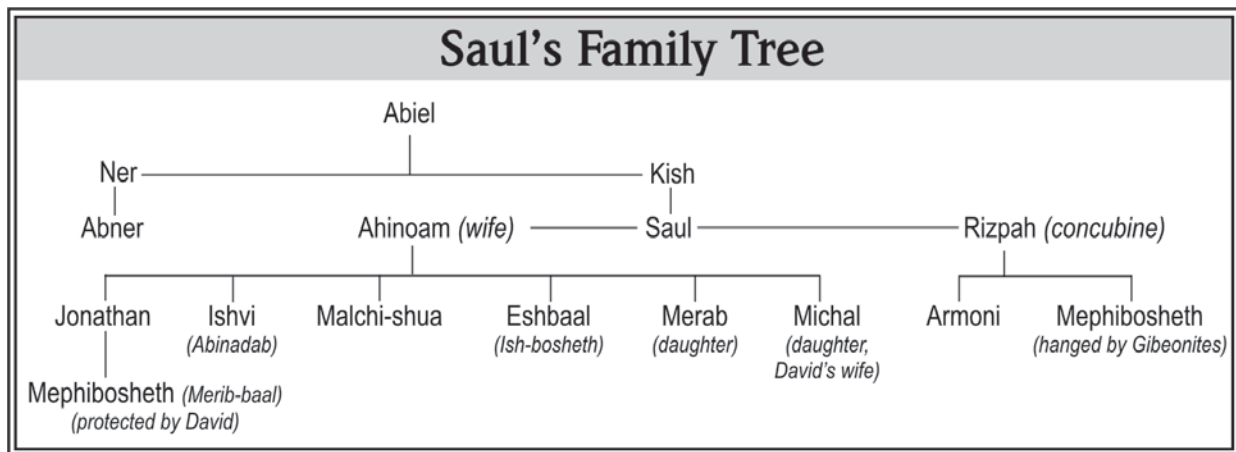 Saul's Family Tree
Abiel
Ner Kish
Abner Ahinoam (wife) Saul Rizpah (concubine)
Jonathan Ishvi Malchi-shua Eshbaal Merab Michal Armoni Mephibosheth
(Abinadab) (Ish-bosheth) (daughter) (daughter, (hanged by Gibeonites)
David's wife)
Mephibosheth (Merib-baal)
(protected by David)